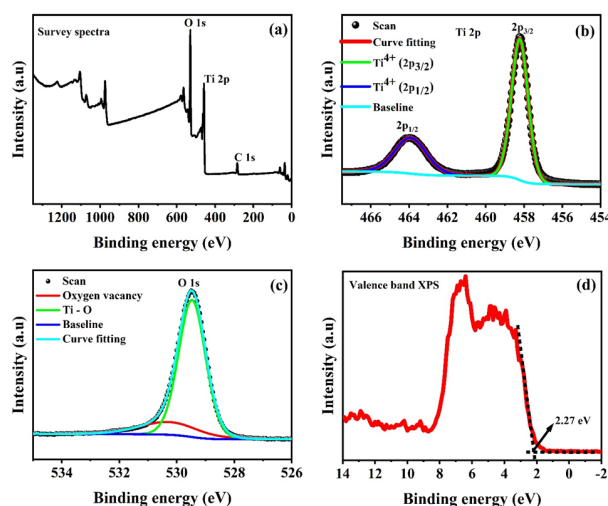 Survey spectra
O 1s
(a)
Ti 2p
C 1s
Intensity (a.u)
1200 1000 800 600 400 200 0
Binding energy (eV)
Scan
Curve fitting
Ti4+ (2p3/2)
Ti4+ (2p1/2)
Baseline
Ti 2p
2p3/2
(b)
2p1/2
Intensity (a.u)
466 464 462 460 458 456 454
Binding energy (eV)
Scan
Oxygen vacancy
Ti - O
Baseline
Curve fitting
O 1s
(c)
Intensity (a.u)
534 532 530 528 526
Binding energy (eV)
Valence band XPS
(d)
2.27 eV
Intensity (a.u)
14 12 10 8 6 4 2 0 -2
Binding energy (eV)